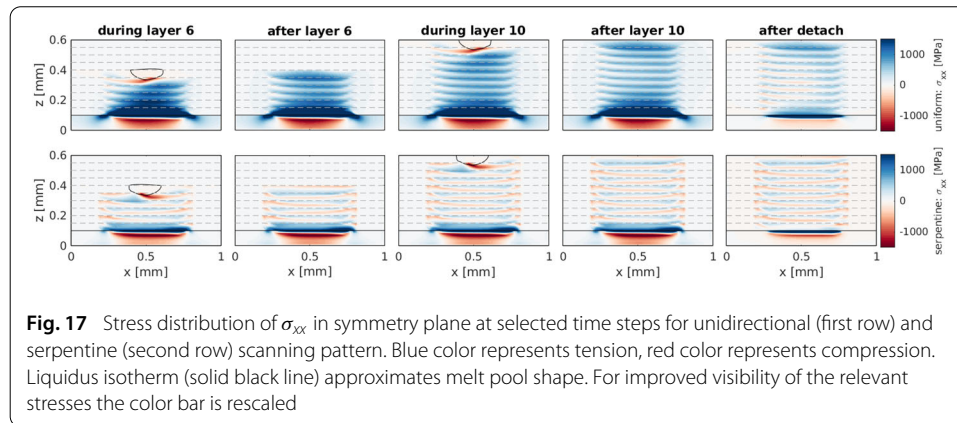 during layer 6
after layer 6
during layer 10
after layer 10
after detach
z [mm]
0.6
0.4
0.2
0
1000
0
-1000
uniform: σxx [MPa]
z [mm]
0.6
0.4
0.2
0
1000
0
-1000
serpentine: σxx [MPa]
0 0.5 0 0.5 0 0.5 0 0.5 0 0.5 1
x [mm] x [mm] x [mm] x [mm] x [mm]
Fig. 17 Stress distribution of σxx in symmetry plane at selected time steps for unidirectional (first row) and
serpentine (second row) scanning pattern. Blue color represents tension, red color represents compression.
Liquidus isotherm (solid black line) approximates melt pool shape. For improved visibility of the relevant
stresses the color bar is rescaled